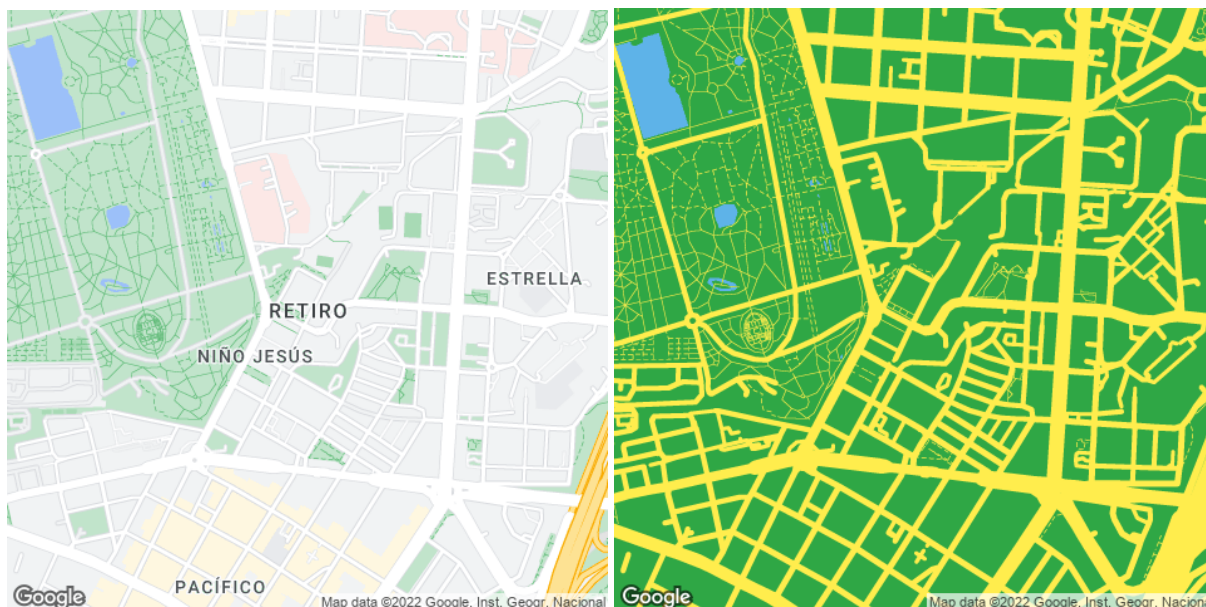 ESTRELLA
RETIRO
NIÑO JESÚS
PACÍFICO
Google
Map data ©2022 Google, Inst. Geogr. Nacional
Google
Map data ©2022 Google, Inst. Geogr. Nacional